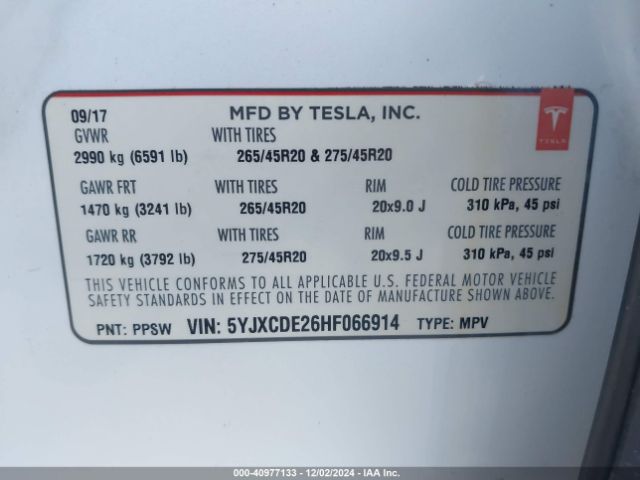 09/17 MFD BY TESLA, INC.
TESLA
GVWR WITH TIRES
2990 kg (6591 lb) 265/45R20 & 275/45R20
GAWR FRT WITH TIRES RIM COLD TIRE PRESSURE
1470 kg (3241 lb) 265/45R20 20x9.0 J 310 kPa, 45 psi
GAWR RR WITH TIRES RIM COLD TIRE PRESSURE
1720 kg (3792 lb) 275/45R20 20x9.5 J 310 kPa, 45 psi
THIS VEHICLE CONFORMS TO ALL APPLICABLE U.S. FEDERAL MOTOR VEHICLE
SAFETY STANDARDS IN EFFECT ON THE DATE OF MANUFACTURE SHOWN ABOVE.
PNT: PPSW VIN: 5YJXCDE26HF066914 TYPE: MPV
000-40977133 - 12/02/2024 - IAA Inc.